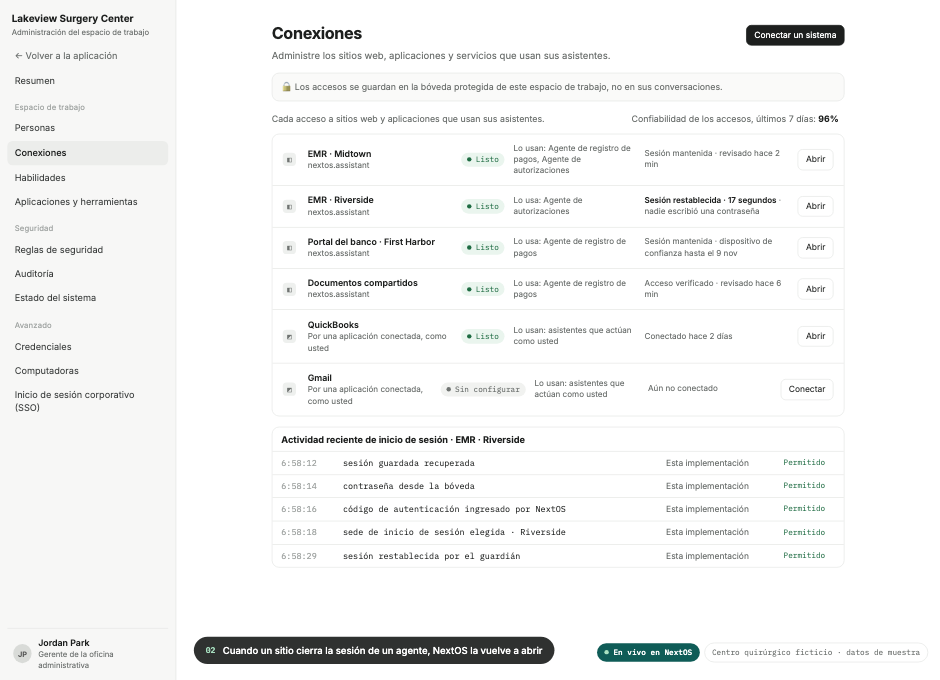 Lakeview Surgery Center
Administración del espacio de trabajo
← Volver a la aplicación
Resumen
Espacio de trabajo
Personas
Conexiones
Habilidades
Aplicaciones y herramientas
Seguridad
Reglas de seguridad
Auditoría
Estado del sistema
Avanzado
Credenciales
Computadoras
Inicio de sesión corporativo
(SSO)
JP
Jordan Park
Gerente de la oficina
administrativa
Conexiones
Conectar un sistema
Administre los sitios web, aplicaciones y servicios que usan sus asistentes.
Los accesos se guardan en la bóveda protegida de este espacio de trabajo, no en sus conversaciones.
Cada acceso a sitios web y aplicaciones que usan sus asistentes.
Confiabilidad de los accesos, últimos 7 días: 96%
EMR · Midtown
nextos.assistant
Listo
Lo usan: Agente de registro de
pagos, Agente de
autorizaciones
Sesión mantenida · revisado hace 2
min
Abrir
EMR · Riverside
nextos.assistant
Listo
Lo usa: Agente de
autorizaciones
Sesión restablecida · 17 segundos ·
nadie escribió una contraseña
Abrir
Portal del banco · First Harbor
nextos.assistant
Listo
Lo usa: Agente de registro de
pagos
Sesión mantenida · dispositivo de
confianza hasta el 9 nov
Abrir
Documentos compartidos
nextos.assistant
Listo
Lo usa: Agente de registro de
pagos
Acceso verificado · revisado hace 6
min
Abrir
QuickBooks
Por una aplicación conectada, como
usted
Listo
Lo usan: asistentes que actúan
como usted
Conectado hace 2 días
Abrir
Gmail
Por una aplicación conectada,
como usted
Sin configurar
Lo usan: asistentes que
actúan como usted
Aún no conectado
Conectar
Actividad reciente de inicio de sesión · EMR · Riverside
6:58:12 sesión guardada recuperada Esta implementación Permitido
6:58:14 contraseña desde la bóveda Esta implementación Permitido
6:58:16 código de autenticación ingresado por NextOS Esta implementación Permitido
6:58:18 sede de inicio de sesión elegida · Riverside Esta implementación Permitido
6:58:29 sesión restablecida por el guardián Esta implementación Permitido
02 Cuando un sitio cierra la sesión de un agente, NextOS la vuelve a abrir
En vivo en NextOS
Centro quirúrgico ficticio · datos de muestra